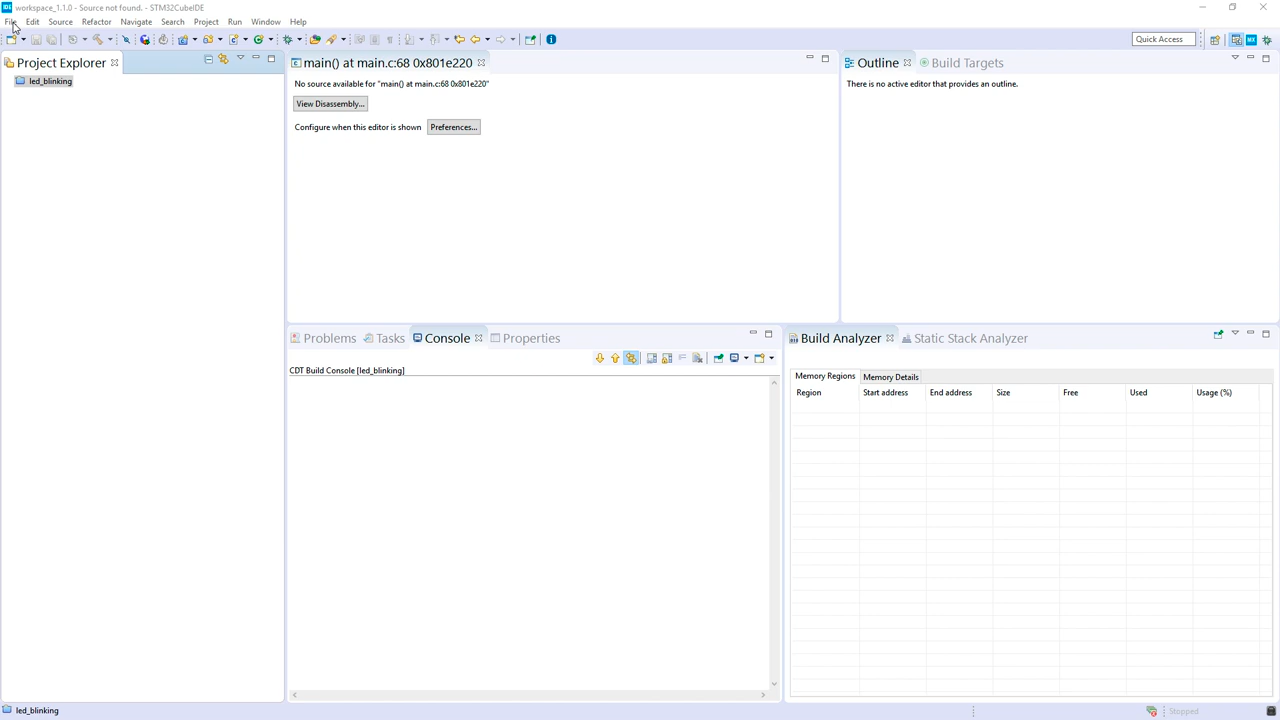 IDE workspace_1.1.0 - Source not found. - STM32CubeIDE
File Edit Source Refactor Navigate Search Project Run Window Help
Quick Access
MX
Project Explorer
led_blinking
main() at main.c:68 0x801e220
No source available for "main() at main.c:68 0x801e220"
View Disassembly...
Configure when this editor is shown Preferences...
Outline Build Targets
There is no active editor that provides an outline.
Problems Tasks Console Properties
CDT Build Console [led_blinking]
Build Analyzer Static Stack Analyzer
Memory Regions Memory Details
Region Start address End address Size Free Used Usage (%)
led_blinking
Stopped